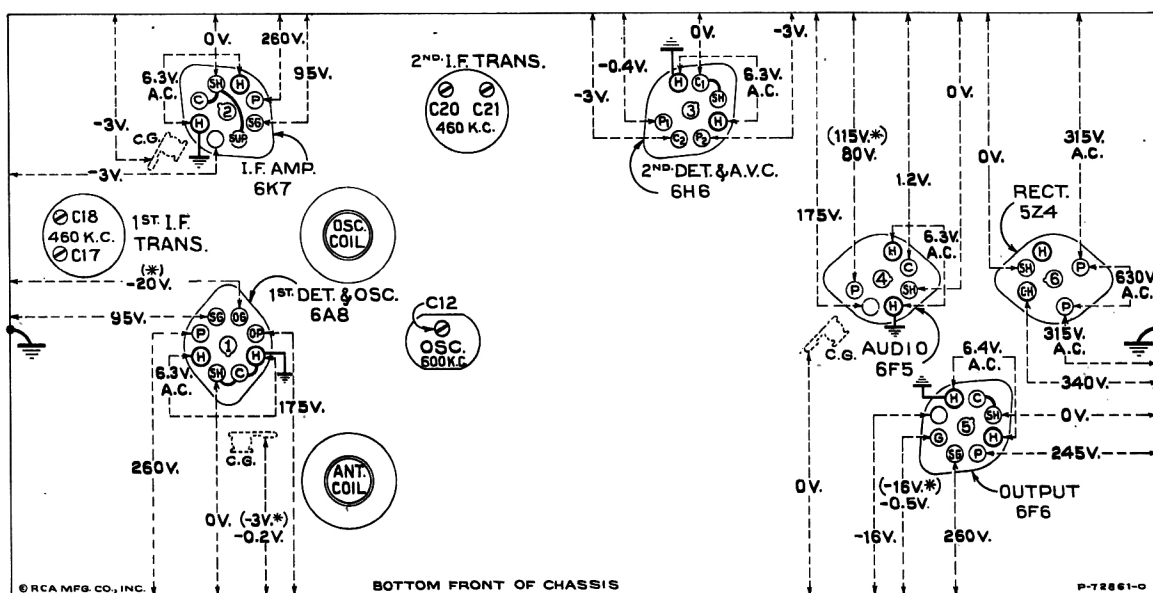 0V.
260V.
6.3V.
A.C.
95V.
SH
H
C
P
2
H
SG
SUP
-3V.
C.G.
-3V.
I.F. AMP.
6K7
2ND. I.F. TRANS.
C20 C21
460 K.C.
0V.
-3V.
-0.4V.
-3V.
6.3V.
A.C.
H
C1
SH
3
P1
H
C2
P2
2ND. DET. & A.V.C.
6H6
C18
460 K.C.
C17
1ST. I.F.
TRANS.
OSC.
COIL
(*)
-20V.
1ST. DET. & OSC.
6A8
95V.
SG
OG
P
OP
1
H
H
SH
C
6.3V.
A.C.
175V.
260V.
C.G.
0V.
(-3V.*)
-0.2V.
C12
OSC.
600 K.C.
ANT.
COIL
(115V.*)
80V.
175V.
1.2V.
0V.
6.3V.
A.C.
H
C
4
P
SH
H
C.G.
AUDIO
6F5
0V.
0V.
315V.
A.C.
RECT.
5Z4
H
SH
P
6
CH
P
630V.
A.C.
315V.
A.C.
340V.
6.4V.
A.C.
H
C
SH
5
G
H
SG
P
0V.
245V.
OUTPUT
6F6
(-16V.*)
-0.5V.
-16V.
260V.
© RCA MFG. CO., INC.
BOTTOM FRONT OF CHASSIS
P-72861-0